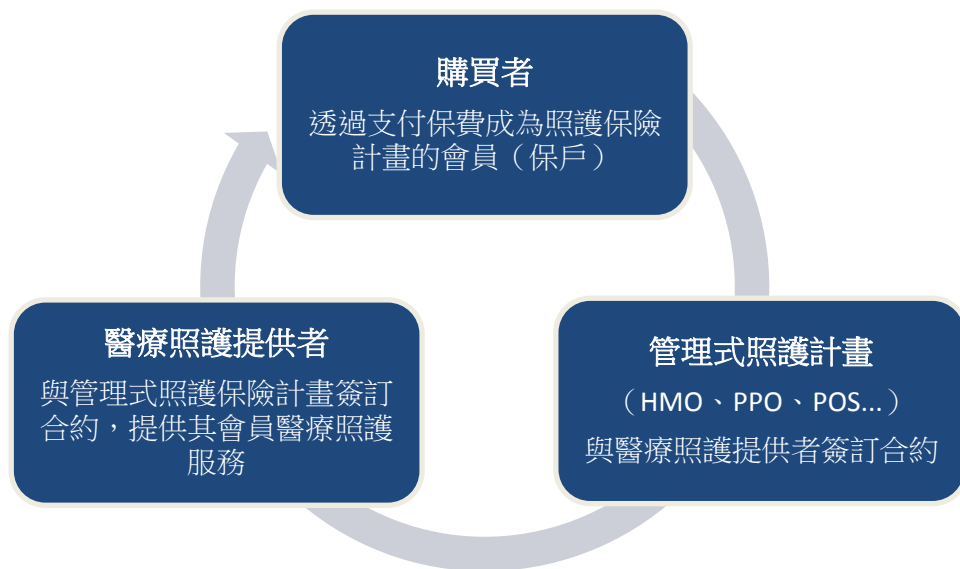 購買者
透過支付保費成為照護保險
計畫的會員（保戶）
醫療照護提供者
與管理式照護保險計畫簽訂
合約，提供其會員醫療照護
服務
管理式照護計畫
（HMO、PPO、POS...）
與醫療照護提供者簽訂合約